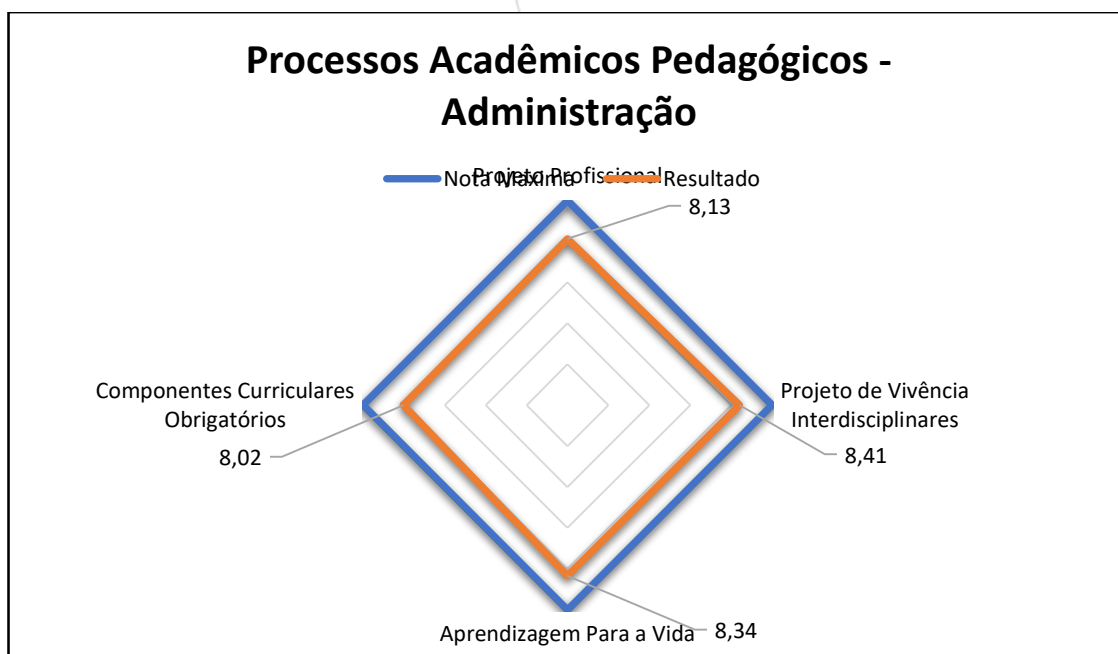 Processos Acadêmicos Pedagógicos -
Administração
Projeto Profissional
Nota Máxima
Resultado
8,13
Componentes Curriculares
Obrigatórios
8,02
Projeto de Vivência
Interdisciplinares
8,41
Aprendizagem Para a Vida
8,34